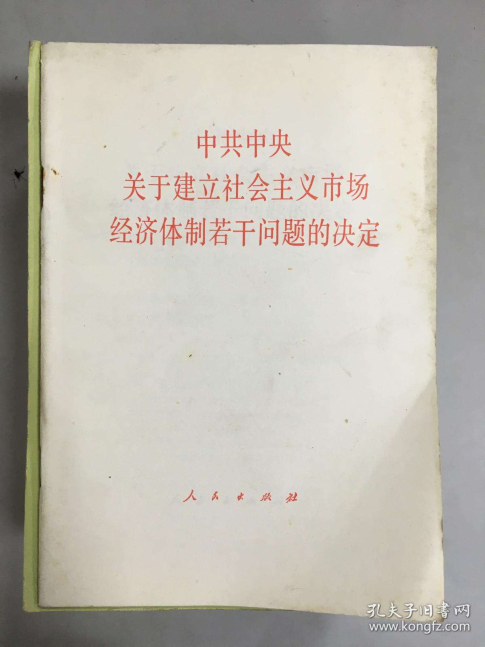 中共中央
关于建立社会主义市场
经济体制若干问题的决定
人民出版社
孔夫子旧书网
www.kongfz.com